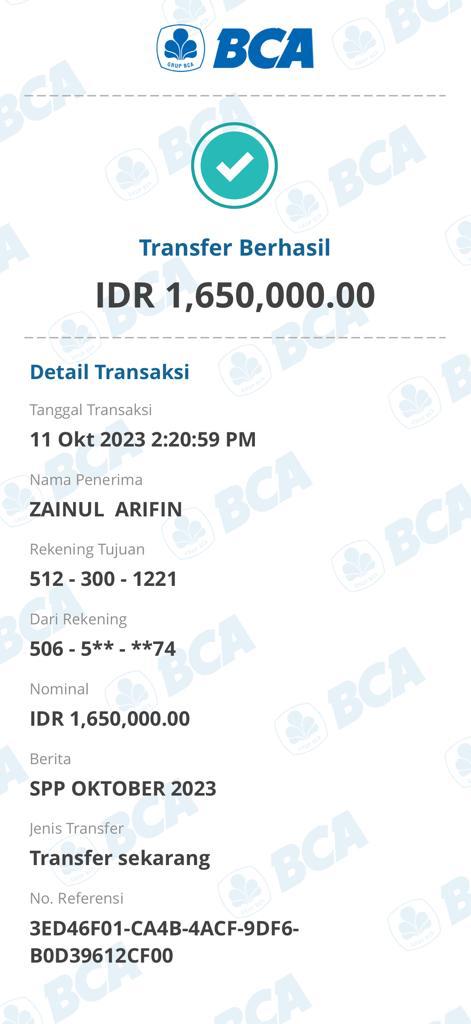 GRUP BCA
BCA
Transfer Berhasil
IDR 1,650,000.00
Detail Transaksi
Tanggal Transaksi
11 Okt 2023 2:20:59 PM
Nama Penerima
ZAINUL ARIFIN
Rekening Tujuan
512 - 300 - 1221
Dari Rekening
506 - 5** - **74
Nominal
IDR 1,650,000.00
Berita
SPP OKTOBER 2023
Jenis Transfer
Transfer sekarang
No. Referensi
3ED46F01-CA4B-4ACF-9DF6-
B0D39612CF00